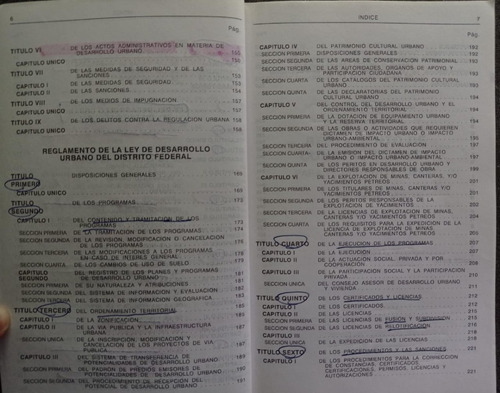 6
PÁG.
TITULO VI DE LOS ACTOS ADMINISTRATIVOS EN MATERIA DE
DESARROLLO URBANO
CAPITULO UNICO
TITULO VII DE LAS MEDIDAS DE SEGURIDAD Y DE LAS
SANCIONES
CAPITULO I DE LAS MEDIDAS DE SEGURIDAD
CAPITULO II DE LAS SANCIONES
TITULO VIII DE LOS MEDIOS DE IMPUGNACION
CAPITULO UNICO
TITULO IX DE LOS DELITOS CONTRA LA REGULACION URBANA
CAPITULO UNICO
REGLAMENTO DE LA LEY DE DESARROLLO
URBANO DEL DISTRITO FEDERAL
TITULO DISPOSICIONES GENERALES
PRIMERO
CAPITULO UNICO
TITULO DE LOS PROGRAMAS
SEGUNDO
CAPITULO I DEL CONTENIDO Y TRAMITACION DE LOS
PROGRAMAS
SECCION PRIMERA DE LA TRAMITACION DE LOS PROGRAMAS
SECCION SEGUNDA DE LA REVISION, MODIFICACION O CANCELACION
DE LOS PROGRAMAS
SECCION TERCERA DE LAS MODIFICACIONES A LOS PROGRAMAS
EN CASO DE INTERES GENERAL
SECCION CUARTA DE LOS CAMBIOS DE USO DE SUELO
CAPITULO DEL REGISTRO DE LOS PLANES Y PROGRAMAS
SEGUNDO DE DESARROLLO URBANO
SECCION PRIMERA DE SU NATURALEZA Y ATRIBUCIONES
SECCION SEGUNDA DEL SISTEMA DE INFORMACION Y EVALUACION
SECCION TERCERA DEL SISTEMA DE INFORMACION GEOGRAFICA
TITULO TERCERO DEL ORDENAMIENTO TERRITORIAL
CAPITULO I DE LA ZONIFICACION
CAPITULO II DE LA VIA PUBLICA Y LA INFRAESTRUCTURA
URBANA
SECCION UNICA DE LA INSCRIPCION, MODIFICACION Y
CANCELACION DE LOS PROYECTOS DE VIA
PUBLICA
CAPITULO III DEL SISTEMA DE TRANSFERENCIA DE
POTENCIALIDADES DE DESARROLLO URBANO
SECCION PRIMERA DEL PADRON DE PREDIOS EMISORES DE
POTENCIALIDADES DE DESARROLLO URBANO
SECCION SEGUNDA DEL PROCEDIMIENTO DE RECEPCION DEL
POTENCIAL DE DESARROLLO URBANO
INDICE 7
PÁG.
CAPITULO IV DEL PATRIMONIO CULTURAL URBANO 192
SECCION PRIMERA DISPOSICIONES GENERALES 192
SECCION SEGUNDA DE LAS AREAS DE CONSERVACION PATRIMONIAL
SECCION TERCERA DE LAS AUTORIDADES, ORGANOS DE APOYO Y
PARTICIPACION CIUDADANA
SECCION CUARTA DE LOS CATALOGOS DEL PATRIMONIO CULTURAL
URBANO
SECCION QUINTA DE LAS DECLARATORIAS DEL PATRIMONIO
CULTURAL URBANO
CAPITULO V DEL CONTROL DEL DESARROLLO URBANO Y EL
ORDENAMIENTO TERRITORIAL
SECCION PRIMERA DE LA DOTACION DE EQUIPAMIENTO URBANO
Y LA RESERVA TERRITORIAL
SECCION SEGUNDA DE LAS OBRAS O ACTIVIDADES QUE REQUIEREN
DICTAMEN DE IMPACTO URBANO O IMPACTO
URBANO-AMBIENTAL
SECCION TERCERA DEL PROCEDIMIENTO DE EVALUACION
SECCION CUARTA DE LA EMISION DEL DICTAMEN DE IMPACTO
URBANO O IMPACTO URBANO-AMBIENTAL
SECCION QUINTA DE LOS PERITOS EN DESARROLLO URBANO Y
DIRECTORES RESPONSABLES DE OBRA
CAPITULO VI DE LA EXPLOTACION DE MINAS, CANTERAS Y/O
YACIMIENTOS PETREOS
SECCION PRIMERA DE LOS TITULARES DE MINAS, CANTERAS Y/O
YACIMIENTOS PETREOS
SECCION SEGUNDA DE LOS PERITOS RESPONSABLES DE LA
EXPLOTACION DE YACIMIENTOS
SECCION TERCERA DE LA LICENCIA DE EXPLOTACION DE MINAS,
CANTERAS Y/O YACIMIENTOS PETREOS
SECCION CUARTA DE LOS REQUISITOS PARA LA EXPEDICION DE LA
LICENCIA DE EXPLOTACION DE MINAS,
CANTERAS Y/O YACIMIENTOS PETREOS
TITULO CUARTO DE LA EJECUCION DE LOS PROGRAMAS 207
CAPITULO I DE LA EJECUCION
CAPITULO II DE LA ACTUACION SOCIAL, PRIVADA Y POR
COOPERACION
CAPITULO III DE LA PARTICIPACION SOCIAL Y LA PARTICIPACION
PRIVADA
SECCION UNICA DEL CONSEJO ASESOR DE DESARROLLO URBANO
Y VIVIENDA
TITULO QUINTO DE LOS CERTIFICADOS Y LICENCIAS 212
CAPITULO I DE LOS CERTIFICADOS
CAPITULO II DE LAS LICENCIAS
SECCION PRIMERA DE LAS LICENCIAS DE FUSION Y SUBDIVISION
SECCION SEGUNDA DE LAS LICENCIAS DE RELOTIFICACION
CAPITULO III
SECCION UNICA DE LA EXPEDICION DE LAS LICENCIAS
TITULO SEXTO DE LOS PROCEDIMIENTOS Y LAS SANCIONES 221
CAPITULO I DE LOS PROCEDIMIENTOS PARA LA CORRECCION
DE CONSTANCIAS, CERTIFICADOS,
CERTIFICACIONES, PERMISOS, LICENCIAS Y
AUTORIZACIONES 221